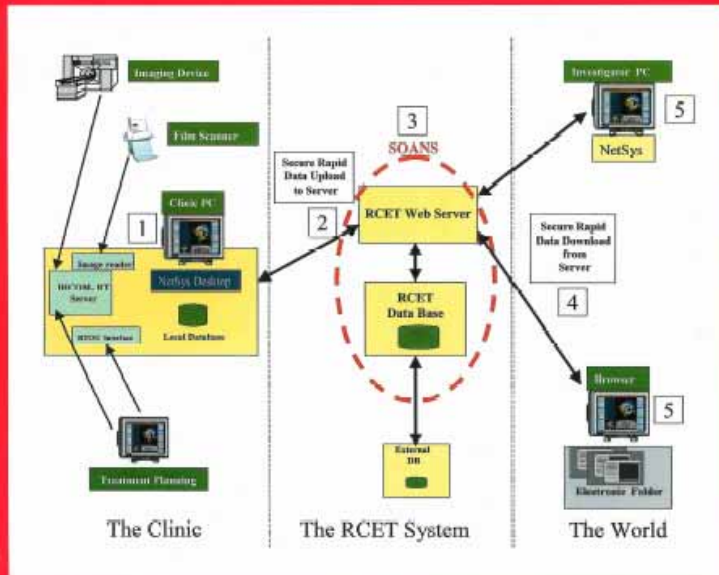 Imaging Device
Film Scanner
Clinic PC
1
Image reader
DICOM, RT
Server
NetSys Desktop
RTOG Interface
Local Database
Treatment Planning
The Clinic
3
SOANS
Secure Rapid
Data Upload
to Server
2
RCET Web Server
RCET
Data Base
External
DB
The RCET System
Investigator PC
5
NetSys
Secure Rapid
Data Download
from
Server
4
Browser
5
Electronic Folder
The World